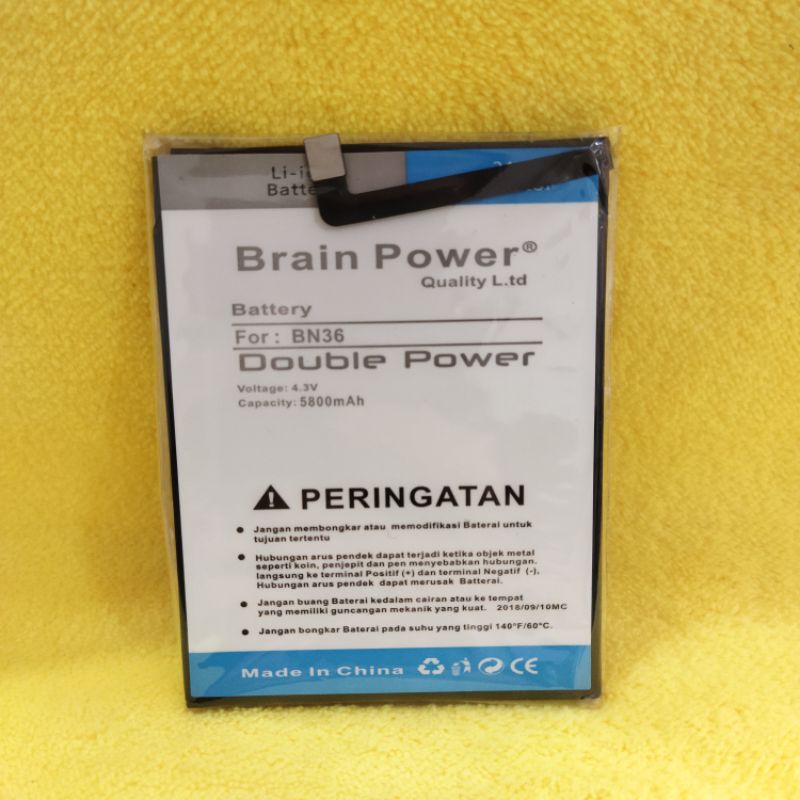 Li-i
Batte
Brain Power®
Quality L.td
Battery
For : BN36
Double Power
Voltage: 4.3V
Capacity: 5800mAh
PERINGATAN
• Jangan membongkar atau memodifikasi Baterai untuk
tujuan tertentu
• Hubungan arus pendek dapat terjadi ketika objek metal
seperti koin, penjepit dan pen menyebabkan hubungan.
langsung ke terminal Positif (+) dan terminal Negatif (-),
Hubungan arus pendek dapat merusak Batterai.
• Jangan buang Baterai kedalam cairan atau ke tempat
yang memiliki guncangan mekanik yang kuat. 2018/09/10MC
• Jangan bongkar Baterai pada suhu yang tinggi 140°F/60°C.
Made In China CE